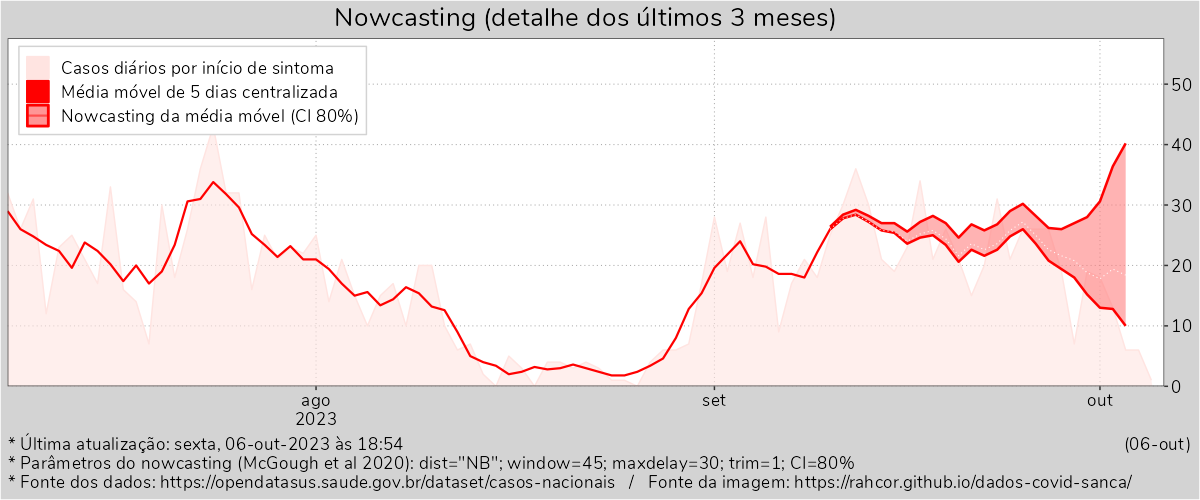 Nowcasting (detalhe dos últimos 3 meses)
Casos diários por início de sintoma
Média móvel de 5 dias centralizada
Nowcasting da média móvel (CI 80%)
50
40
30
20
10
0
ago
2023
set
out
* Última atualização: sexta, 06-out-2023 às 18:54
(06-out)
* Parâmetros do nowcasting (McGough et al 2020): dist="NB"; window=45; maxdelay=30; trim=1; CI=80%
* Fonte dos dados: https://opendatasus.saude.gov.br/dataset/casos-nacionais / Fonte da imagem: https://rahcor.github.io/dados-covid-sanca/